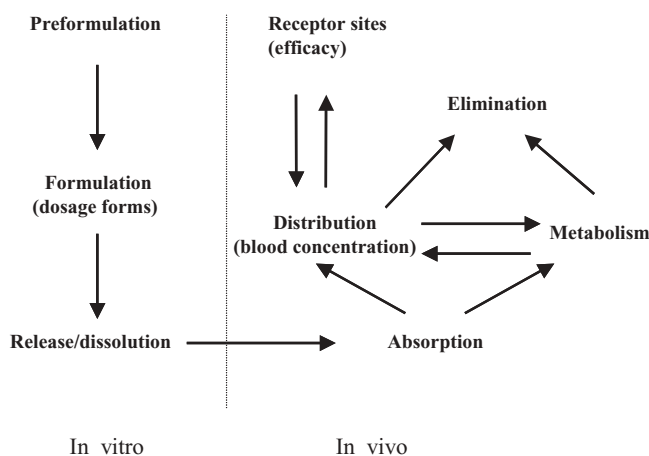 Preformulation
Receptor sites
(efficacy)
Elimination
Formulation
(dosage forms)
Distribution
(blood concentration)
Metabolism
Release/dissolution
Absorption
In vitro
In vivo